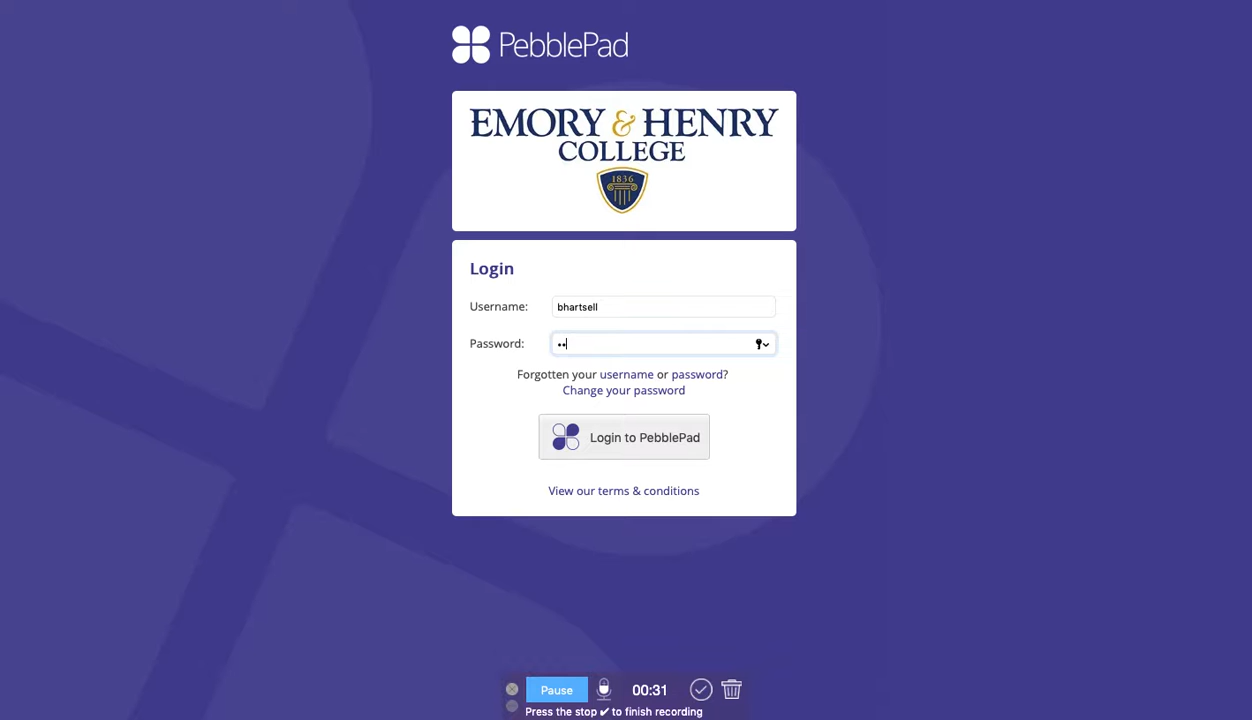 PebblePad
EMORY & HENRY
COLLEGE
1836
Login
Username: bhartsell
Password: ••
Forgotten your username or password?
Change your password
Login to PebblePad
View our terms & conditions
Pause 00:31
Press the stop ✔ to finish recording